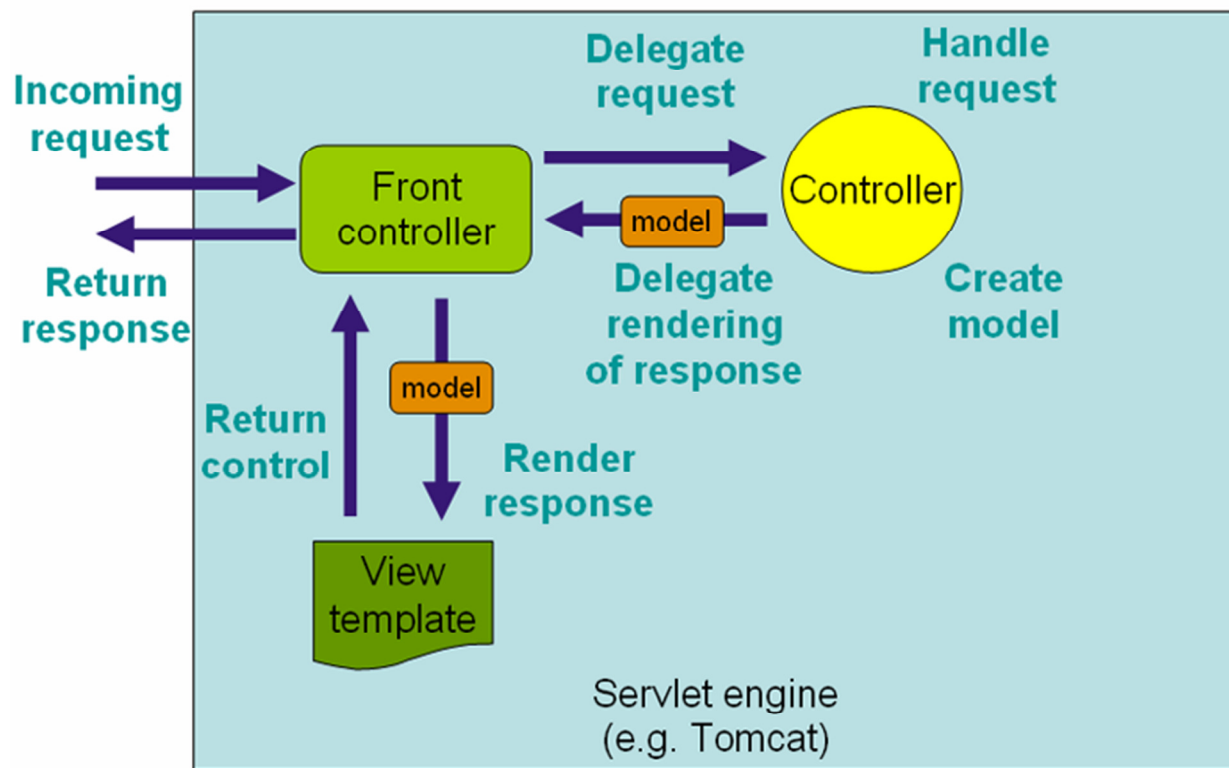 Incoming
request
Return
response
Front
controller
Delegate
request
Handle
request
Controller
model
Delegate
rendering
of response
Create
model
model
Return
control
Render
response
View
template
Servlet engine
(e.g. Tomcat)